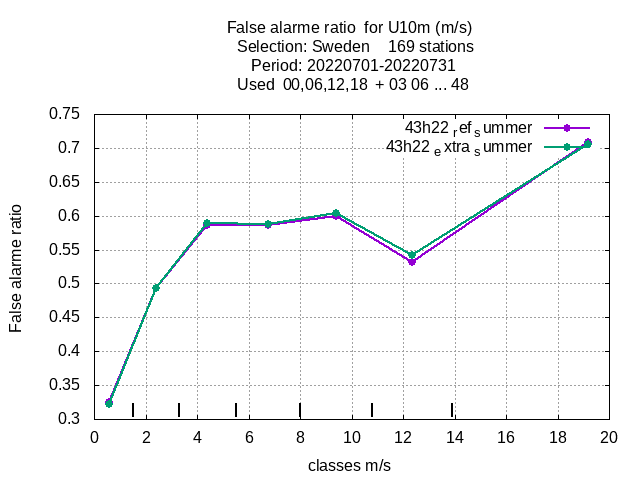 False alarme ratio  for U10m (m/s)
Selection: Sweden    169 stations
Period: 20220701-20220731
Used  00,06,12,18  + 03 06 ... 48
43h22 ref summer
43h22 extra summer
0.75
0.7
0.65
0.6
0.55
0.5
0.45
0.4
0.35
0.3
False alarme ratio
0 2 4 6 8 10 12 14 16 18 20
classes m/s